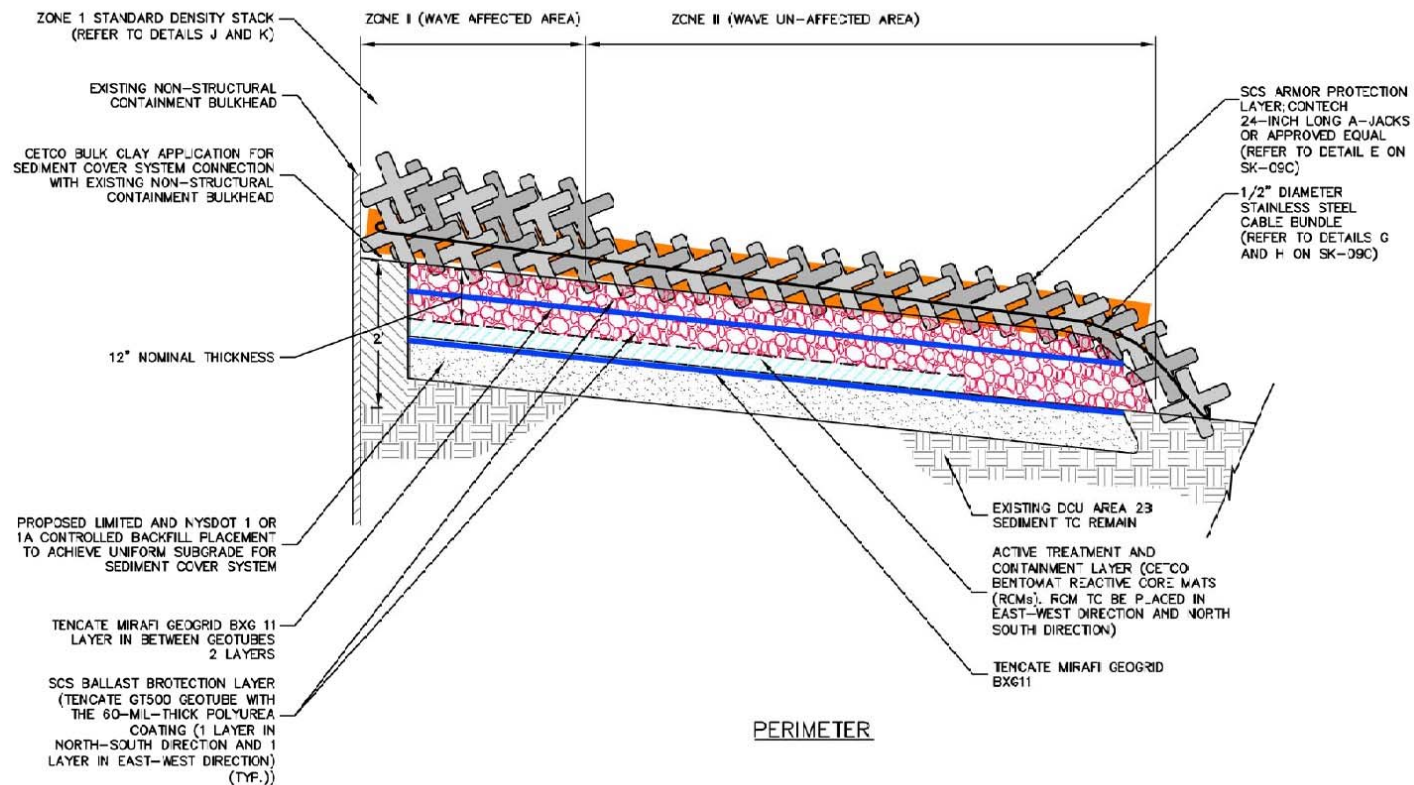 ZONE 1 STANDARD DENSITY STACK
(REFER TO DETAILS J AND K)
ZONE I (WAVE AFFECTED AREA)
ZONE II (WAVE UN-AFFECTED AREA)
EXISTING NON-STRUCTURAL
CONTAINMENT BULKHEAD
CETCO BULK CLAY APPLICATION FOR
SEDIMENT COVER SYSTEM CONNECTION
WITH EXISTING NON-STRUCTURAL
CONTAINMENT BULKHEAD
SCS ARMOR PROTECTION
LAYER; CONTECH
24-INCH LONG A-JACKS
OR APPROVED EQUAL
(REFER TO DETAIL E ON
SK-09C)
1/2" DIAMETER
STAINLESS STEEL
CABLE BUNDLE
(REFER TO DETAILS G
AND H ON SK-09C)
12" NOMINAL THICKNESS
2'
PROPOSED LIMITED AND NYSDOT 1 OR
1A CONTROLLED BACKFILL PLACEMENT
TO ACHIEVE UNIFORM SUBGRADE FOR
SEDIMENT COVER SYSTEM
TENCATE MIRAFI GEOGRID BXG 11
LAYER IN BETWEEN GEOTUBES
2 LAYERS
SCS BALLAST BROTECTION LAYER
(TENCATE GT500 GEOTUBE WITH
THE 60-MIL-THICK POLYUREA
COATING (1 LAYER IN
NORTH-SOUTH DIRECTION AND 1
LAYER IN EAST-WEST DIRECTION)
(TYP.))
EXISTING DCU AREA 2B
SEDIMENT TO REMAIN
ACTIVE TREATMENT AND
CONTAINMENT LAYER (CETCO
BENTOMAT REACTIVE CORE MATS
(RCMs). RCM TO BE PLACED IN
EAST-WEST DIRECTION AND NORTH
SOUTH DIRECTION)
TENCATE MIRAFI GEOGRID
BXG11
PERIMETER